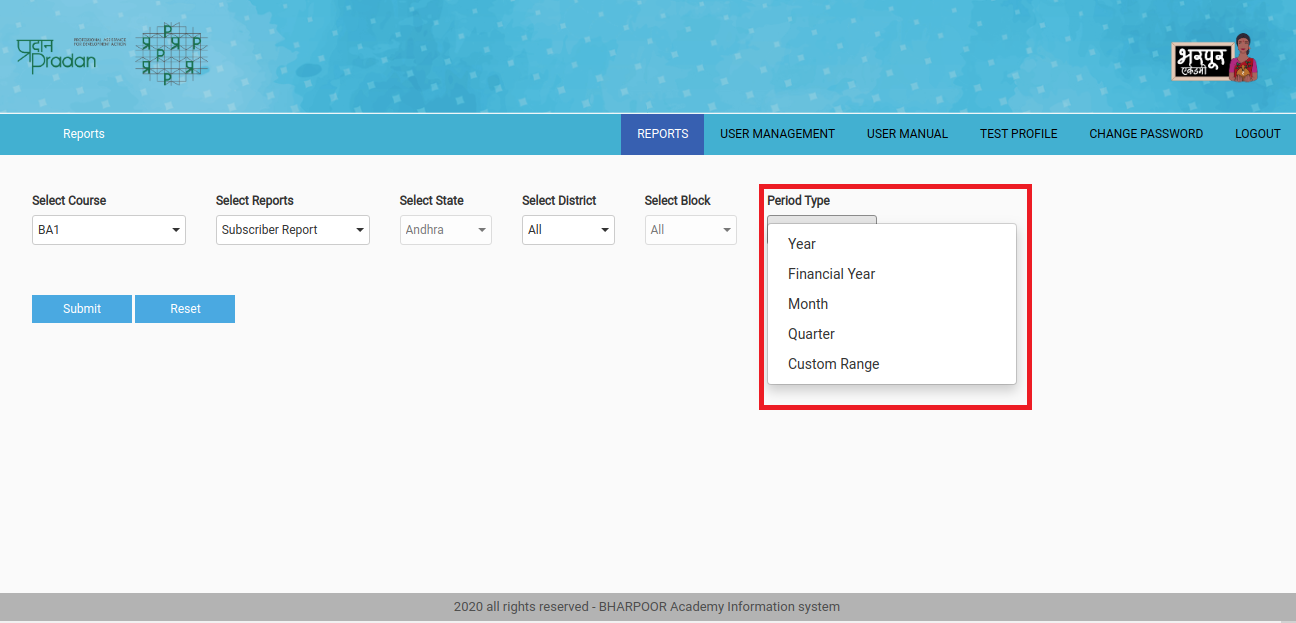 प्रदान
Pradan
PROFESSIONAL ASSISTANCE
FOR DEVELOPMENT ACTION
P
प्र प्र P
P
प्र प्र
P
भरपूर
एकेडमी
Reports
REPORTS
USER MANAGEMENT
USER MANUAL
TEST PROFILE
CHANGE PASSWORD
LOGOUT
Select Course
Select Reports
Select State
Select District
Select Block
Period Type
BA1
Subscriber Report
Andhra
All
All
Year
Financial Year
Month
Quarter
Custom Range
Submit
Reset
2020 all rights reserved - BHARPOOR Academy Information system